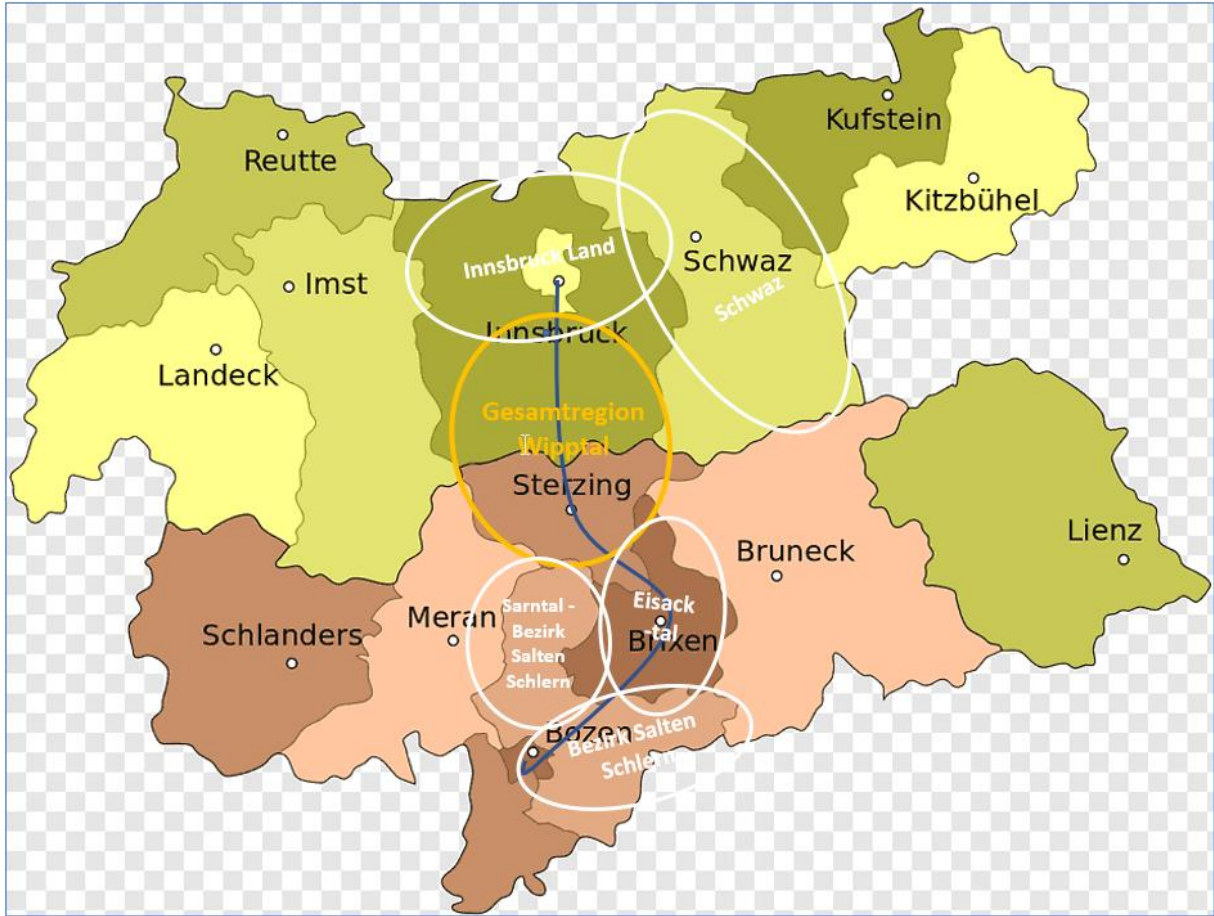 Kufstein
Reutte
Kitzbühel
Innsbruck Land
Schwaz
Schwaz
Imst
Innsbruck
Landeck
Gesamtregion
Wipptal
Sterzing
Lienz
Bruneck
Meran
Sarntal -
Bezirk
Salten
Schlern
Eisack
-tal
Brixen
Schlanders
Bozen
Bezirk Salten
Schlern